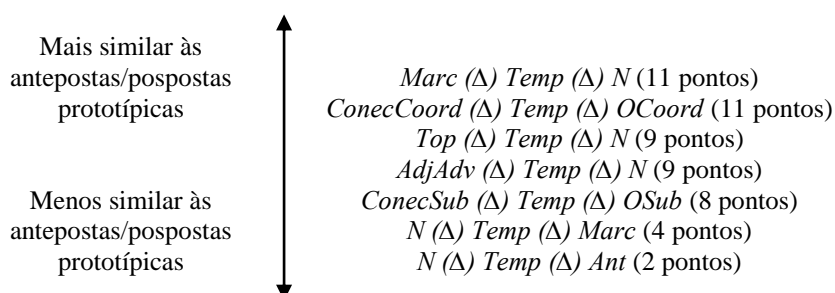 Mais similar às
antepostas/pospostas
prototípicas
Marc (Δ) Temp (Δ) N (11 pontos)
ConecCoord (Δ) Temp (Δ) OCoord (11 pontos)
Top (Δ) Temp (Δ) N (9 pontos)
AdjAdv (Δ) Temp (Δ) N (9 pontos)
ConecSub (Δ) Temp (Δ) OSub (8 pontos)
N (Δ) Temp (Δ) Marc (4 pontos)
N (Δ) Temp (Δ) Ant (2 pontos)
Menos similar às
antepostas/pospostas
prototípicas